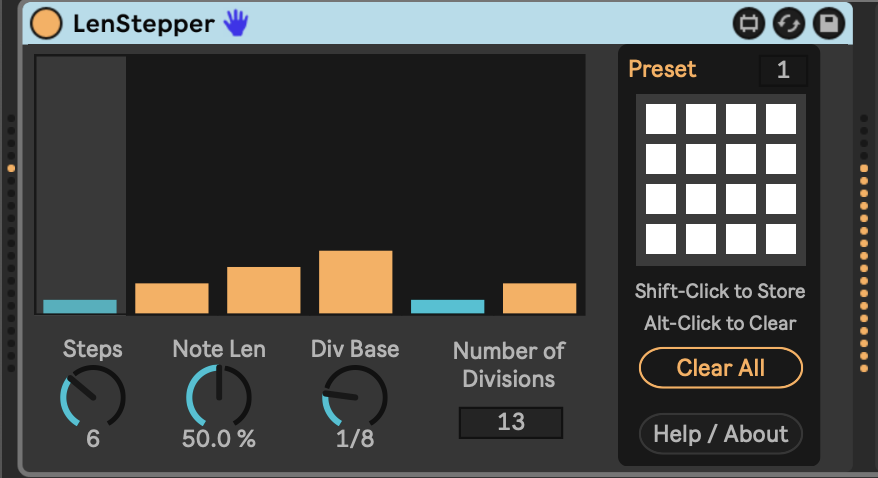 LenStepper
Preset 1
Shift-Click to Store
Alt-Click to Clear
Clear All
Help / About
Steps
6
Note Len
50.0 %
Div Base
1/8
Number of
Divisions
13